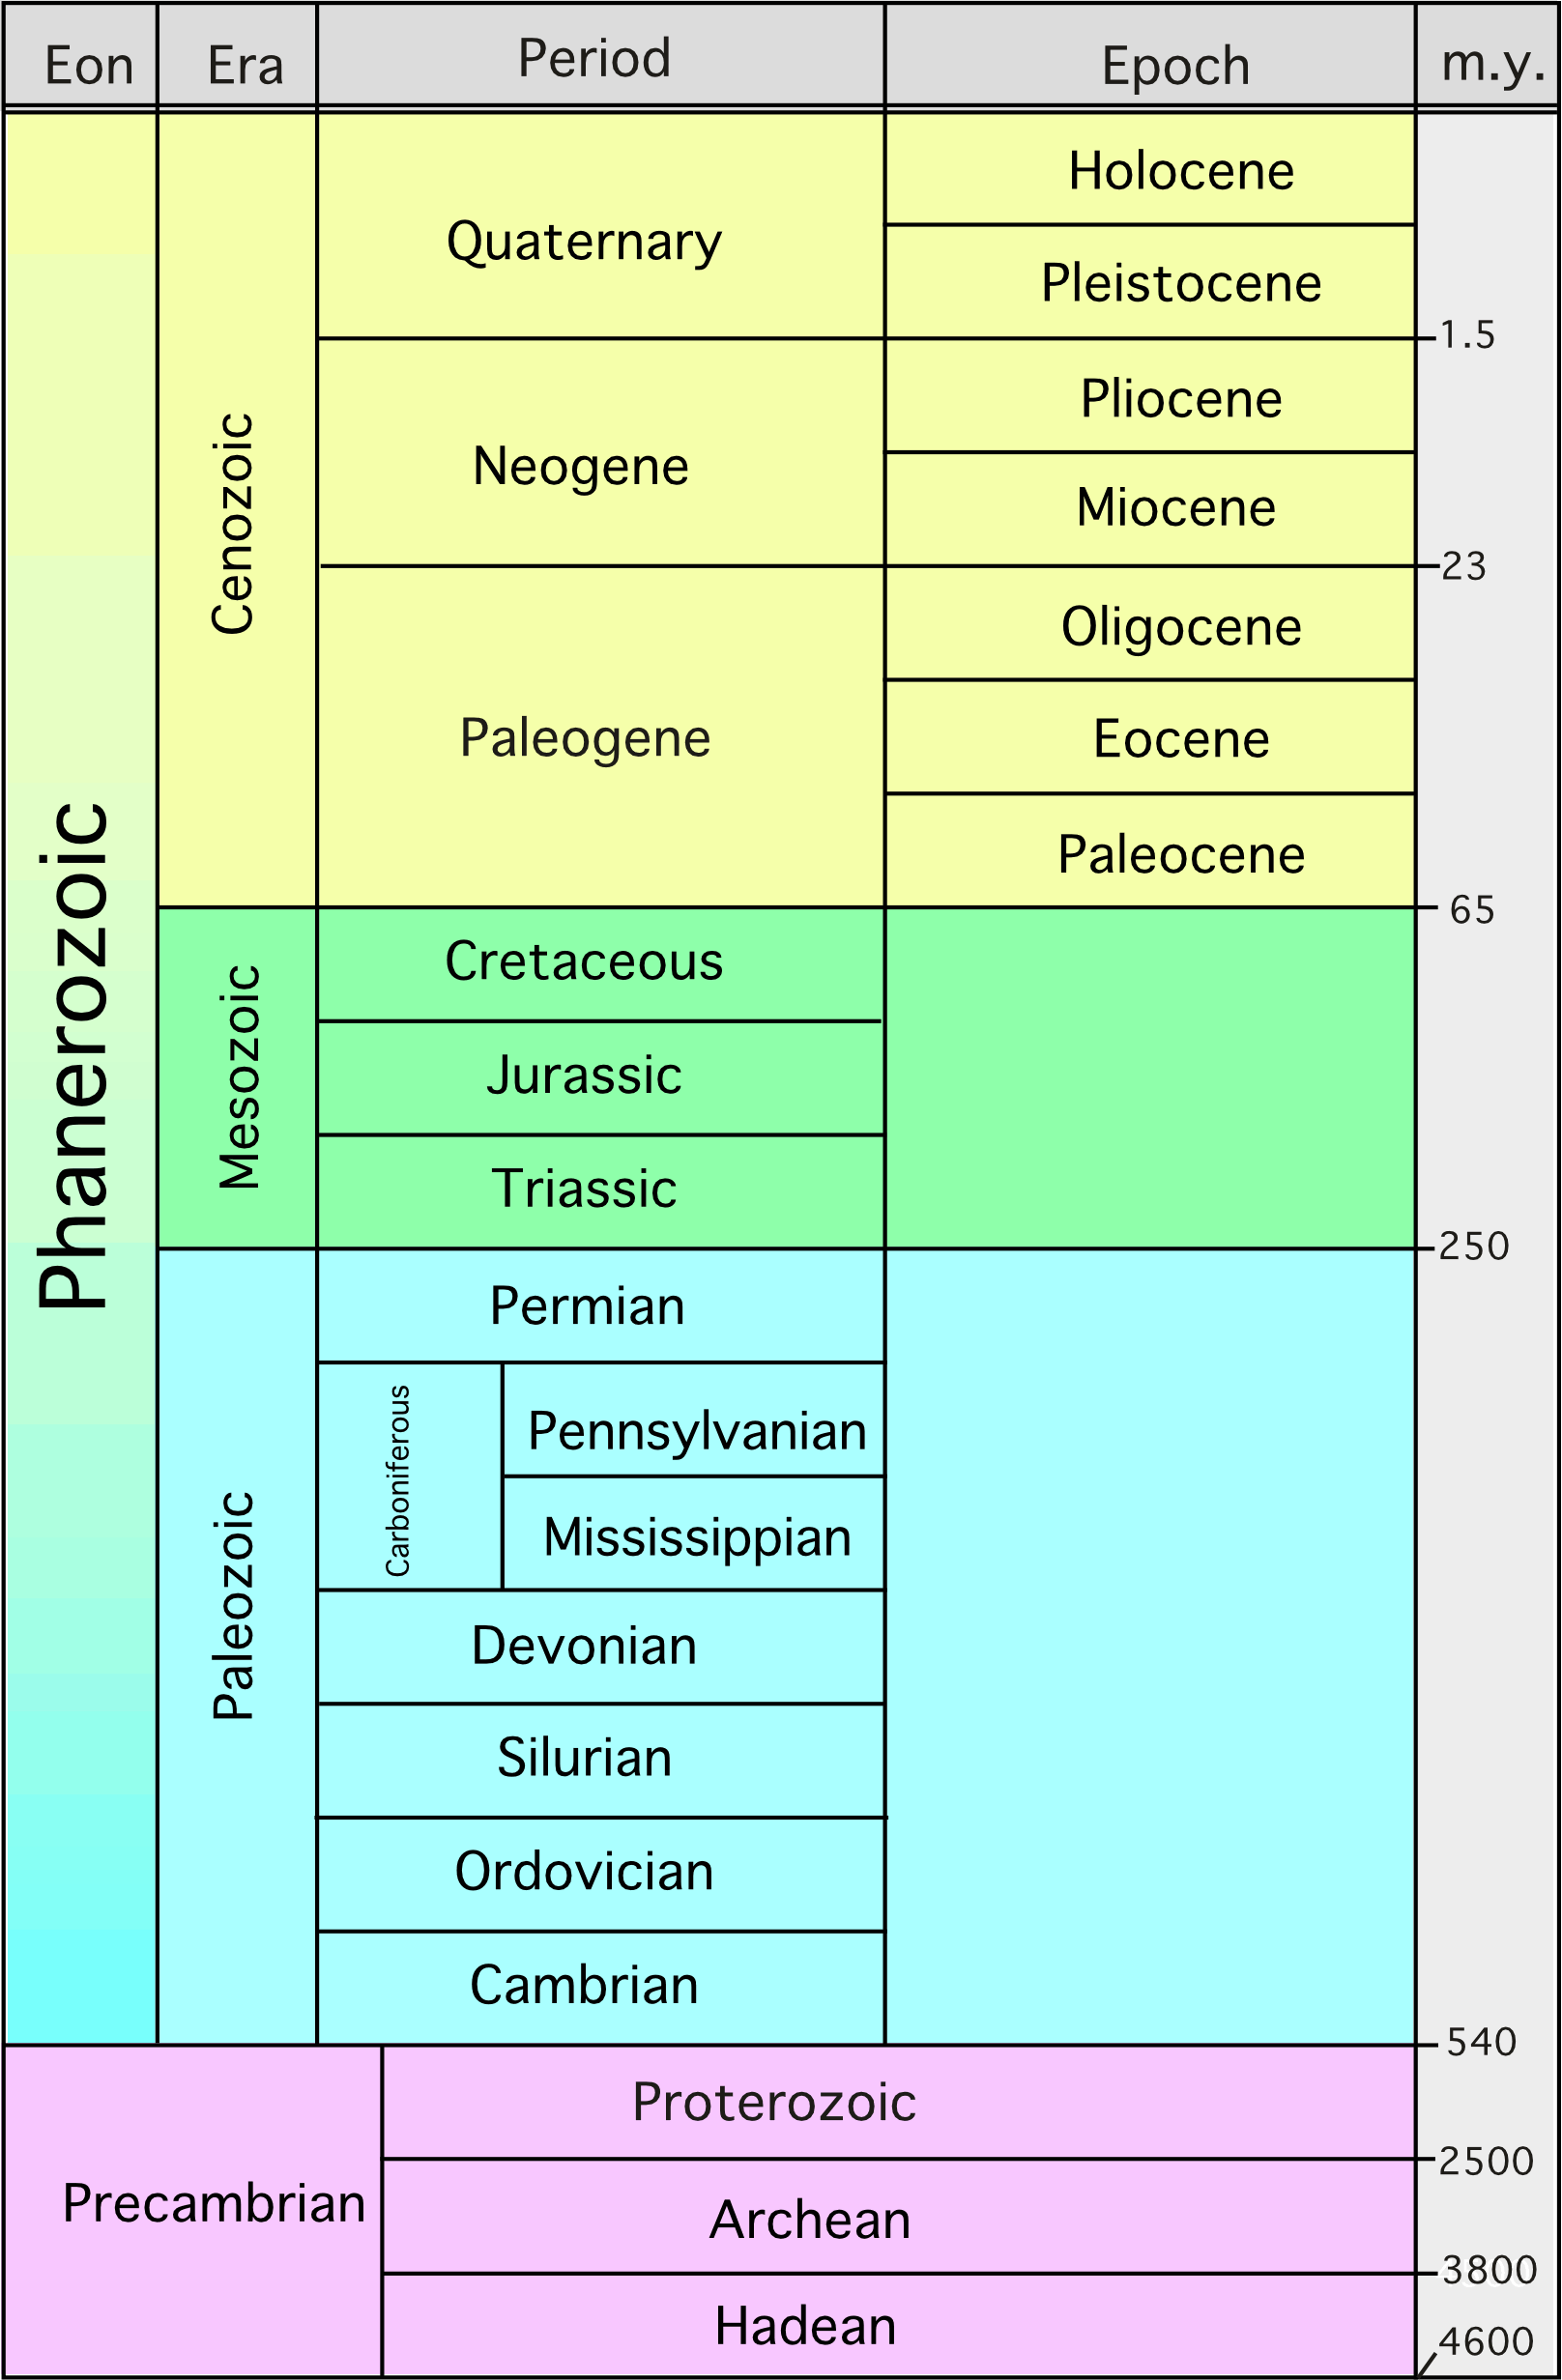 Eon
Era
Period
Epoch
m.y.
Phanerozoic
Cenozoic
Quaternary
Holocene
Pleistocene
1.5
Neogene
Pliocene
Miocene
23
Paleogene
Oligocene
Eocene
Paleocene
65
Mesozoic
Cretaceous
Jurassic
Triassic
250
Paleozoic
Permian
Carboniferous
Pennsylvanian
Mississippian
Devonian
Silurian
Ordovician
Cambrian
540
Precambrian
Proterozoic
2500
Archean
3800
Hadean
4600